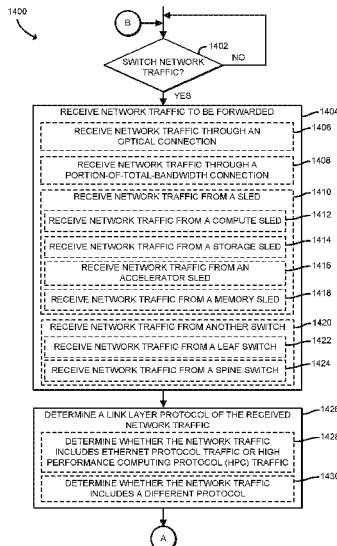 1400
B
1402
SWITCH NETWORK
TRAFFIC?
NO
YES
RECEIVE NETWORK TRAFFIC TO BE FORWARDED
1404
RECEIVE NETWORK TRAFFIC THROUGH AN
OPTICAL CONNECTION
1406
RECEIVE NETWORK TRAFFIC THROUGH A
PORTION-OF-TOTAL-BANDWIDTH CONNECTION
1408
RECEIVE NETWORK TRAFFIC FROM A SLED
1410
RECEIVE NETWORK TRAFFIC FROM A COMPUTE SLED
1412
RECEIVE NETWORK TRAFFIC FROM A STORAGE SLED
1414
RECEIVE NETWORK TRAFFIC FROM AN
ACCELERATOR SLED
1416
RECEIVE NETWORK TRAFFIC FROM A MEMORY SLED
1418
RECEIVE NETWORK TRAFFIC FROM ANOTHER SWITCH
1420
RECEIVE NETWORK TRAFFIC FROM A LEAF SWITCH
1422
RECEIVE NETWORK TRAFFIC FROM A SPINE SWITCH
1424
DETERMINE A LINK LAYER PROTOCOL OF THE RECEIVED
NETWORK TRAFFIC
1426
DETERMINE WHETHER THE NETWORK TRAFFIC
INCLUDES ETHERNET PROTOCOL TRAFFIC OR HIGH
PERFORMANCE COMPUTING PROTOCOL (HPC) TRAFFIC
1428
DETERMINE WHETHER THE NETWORK TRAFFIC
INCLUDES A DIFFERENT PROTOCOL
1430
A